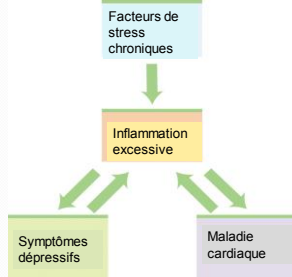 Facteurs de
stress
chroniques
Inflammation
excessive
Symptômes
dépressifs
Maladie
cardiaque